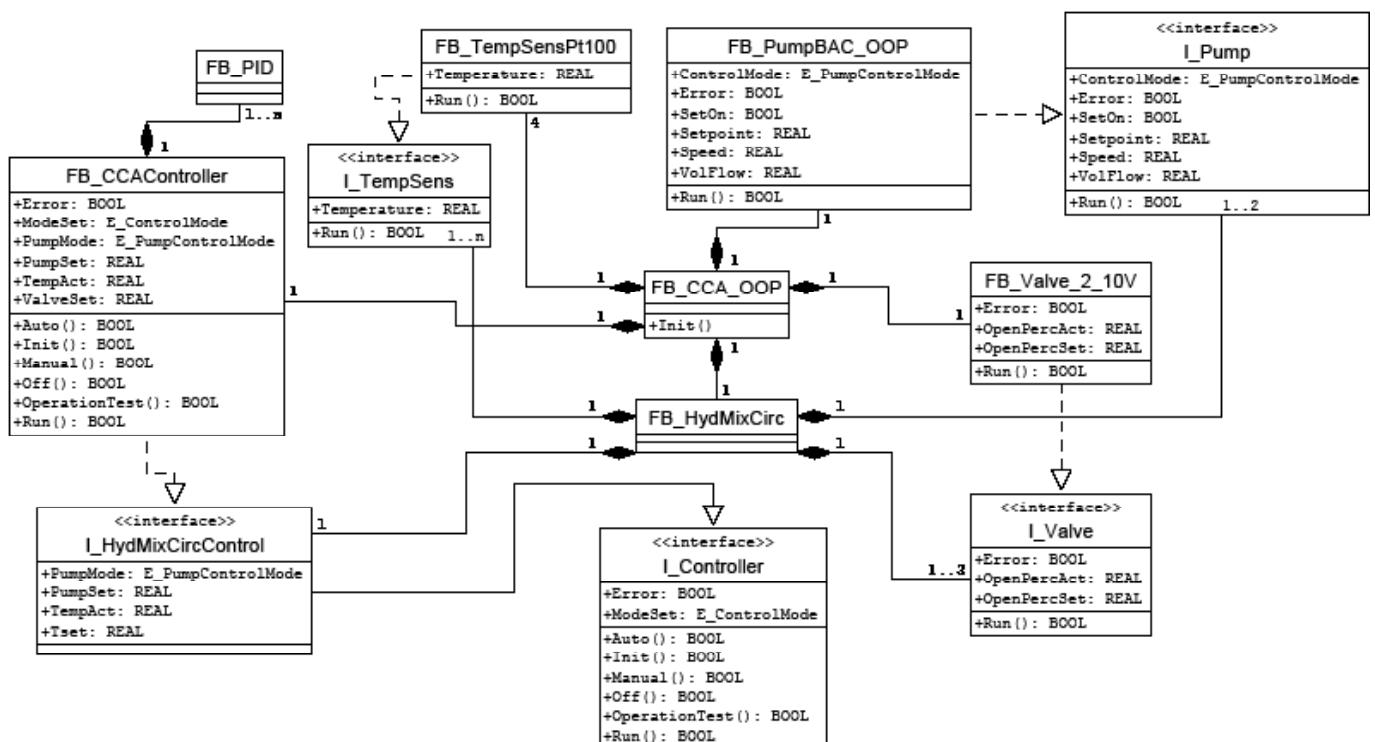 FB_PID
1..n
1
FB_CCAController
+Error: BOOL
+ModeSet: E_ControlMode
+PumpMode: E_PumpControlMode
+PumpSet: REAL
+TempAct: REAL
+ValveSet: REAL
+Auto(): BOOL
+Init(): BOOL
+Manual(): BOOL
+Off(): BOOL
+OperationTest(): BOOL
+Run(): BOOL
1
FB_TempSensPt100
+Temperature: REAL
+Run(): BOOL
4
<<interface>>
I_TempSens
+Temperature: REAL
+Run(): BOOL
1..n
FB_PumpBAC_OOP
+ControlMode: E_PumpControlMode
+Error: BOOL
+SetOn: BOOL
+Setpoint: REAL
+Speed: REAL
+VolFlow: REAL
+Run(): BOOL
1
<<interface>>
I_Pump
+ControlMode: E_PumpControlMode
+Error: BOOL
+SetOn: BOOL
+Setpoint: REAL
+Speed: REAL
+VolFlow: REAL
+Run(): BOOL
1..2
1
1
1
1
FB_CCA_OOP
+Init()
1
FB_Valve_2_10V
+Error: BOOL
+OpenPercAct: REAL
+OpenPercSet: REAL
+Run(): BOOL
1
1
FB_HydMixCirc
1
1
1
1
<<interface>>
I_HydMixCircControl
+PumpMode: E_PumpControlMode
+PumpSet: REAL
+TempAct: REAL
+Tset: REAL
1
<<interface>>
I_Controller
+Error: BOOL
+ModeSet: E_ControlMode
+Auto(): BOOL
+Init(): BOOL
+Manual(): BOOL
+Off(): BOOL
+OperationTest(): BOOL
+Run(): BOOL
<<interface>>
I_Valve
+Error: BOOL
+OpenPercAct: REAL
+OpenPercSet: REAL
+Run(): BOOL
1..3